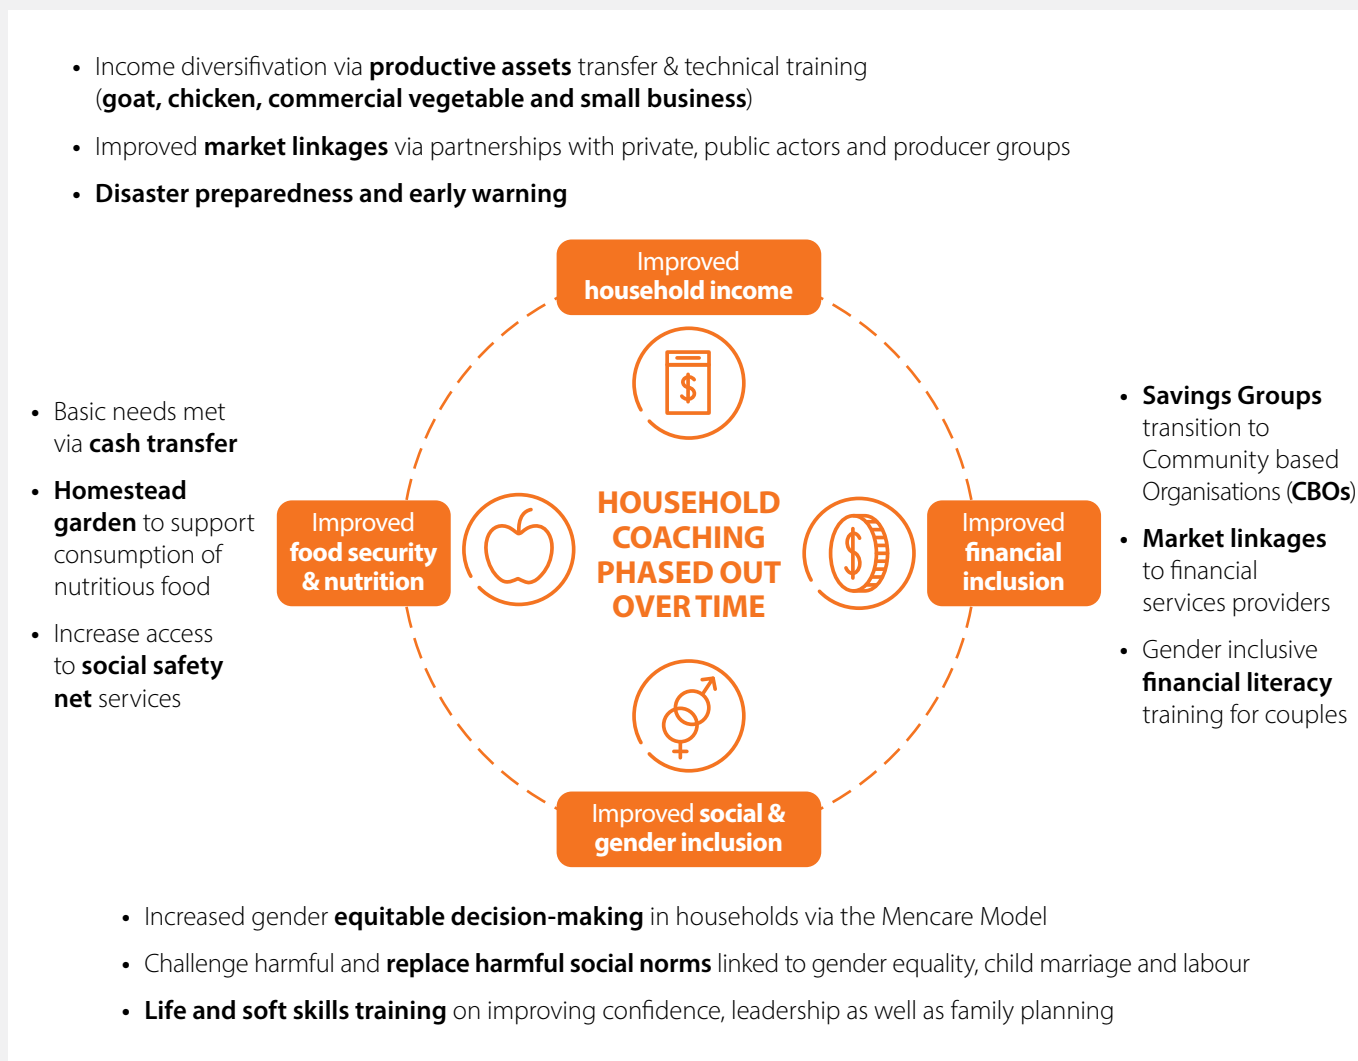 • Income diversifivation via productive assets transfer & technical training
(goat, chicken, commercial vegetable and small business)
• Improved market linkages via partnerships with private, public actors and producer groups
• Disaster preparedness and early warning
Improved
household income
$
• Basic needs met
via cash transfer
• Homestead
garden to support
consumption of
nutritious food
• Increase access
to social safety
net services
Improved
food security
& nutrition
HOUSEHOLD
COACHING
PHASED OUT
OVER TIME
$
Improved
financial
inclusion
• Savings Groups
transition to
Community based
Organisations (CBOs)
• Market linkages
to financial
services providers
• Gender inclusive
financial literacy
training for couples
Improved social &
gender inclusion
• Increased gender equitable decision-making in households via the Mencare Model
• Challenge harmful and replace harmful social norms linked to gender equality, child marriage and labour
• Life and soft skills training on improving confidence, leadership as well as family planning